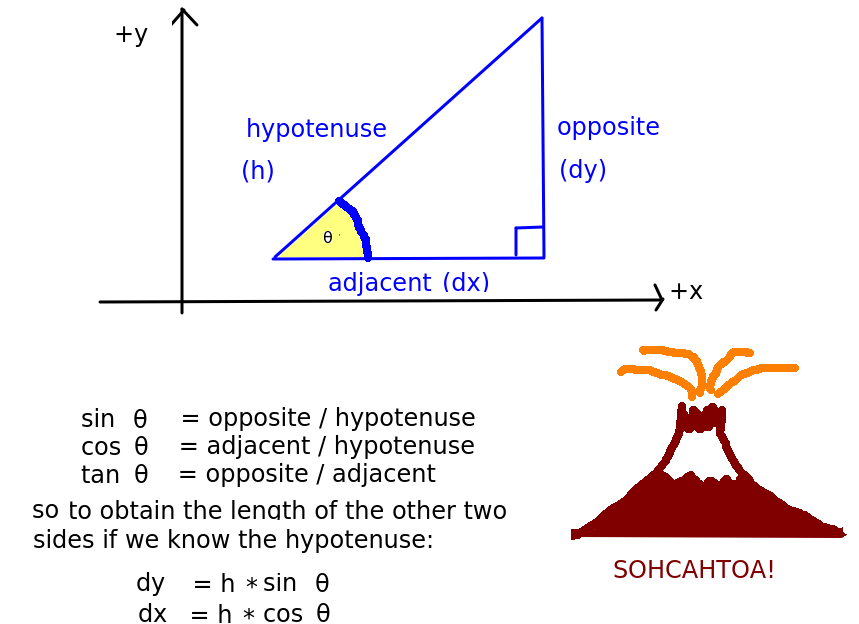 +y
hypotenuse
(h)
opposite
(dy)
θ
adjacent (dx)
+x
sin θ = opposite / hypotenuse
cos θ = adjacent / hypotenuse
tan θ = opposite / adjacent
so to obtain the length of the other two
sides if we know the hypotenuse:
dy = h * sin θ
dx = h * cos θ
SOHCAHTOA!